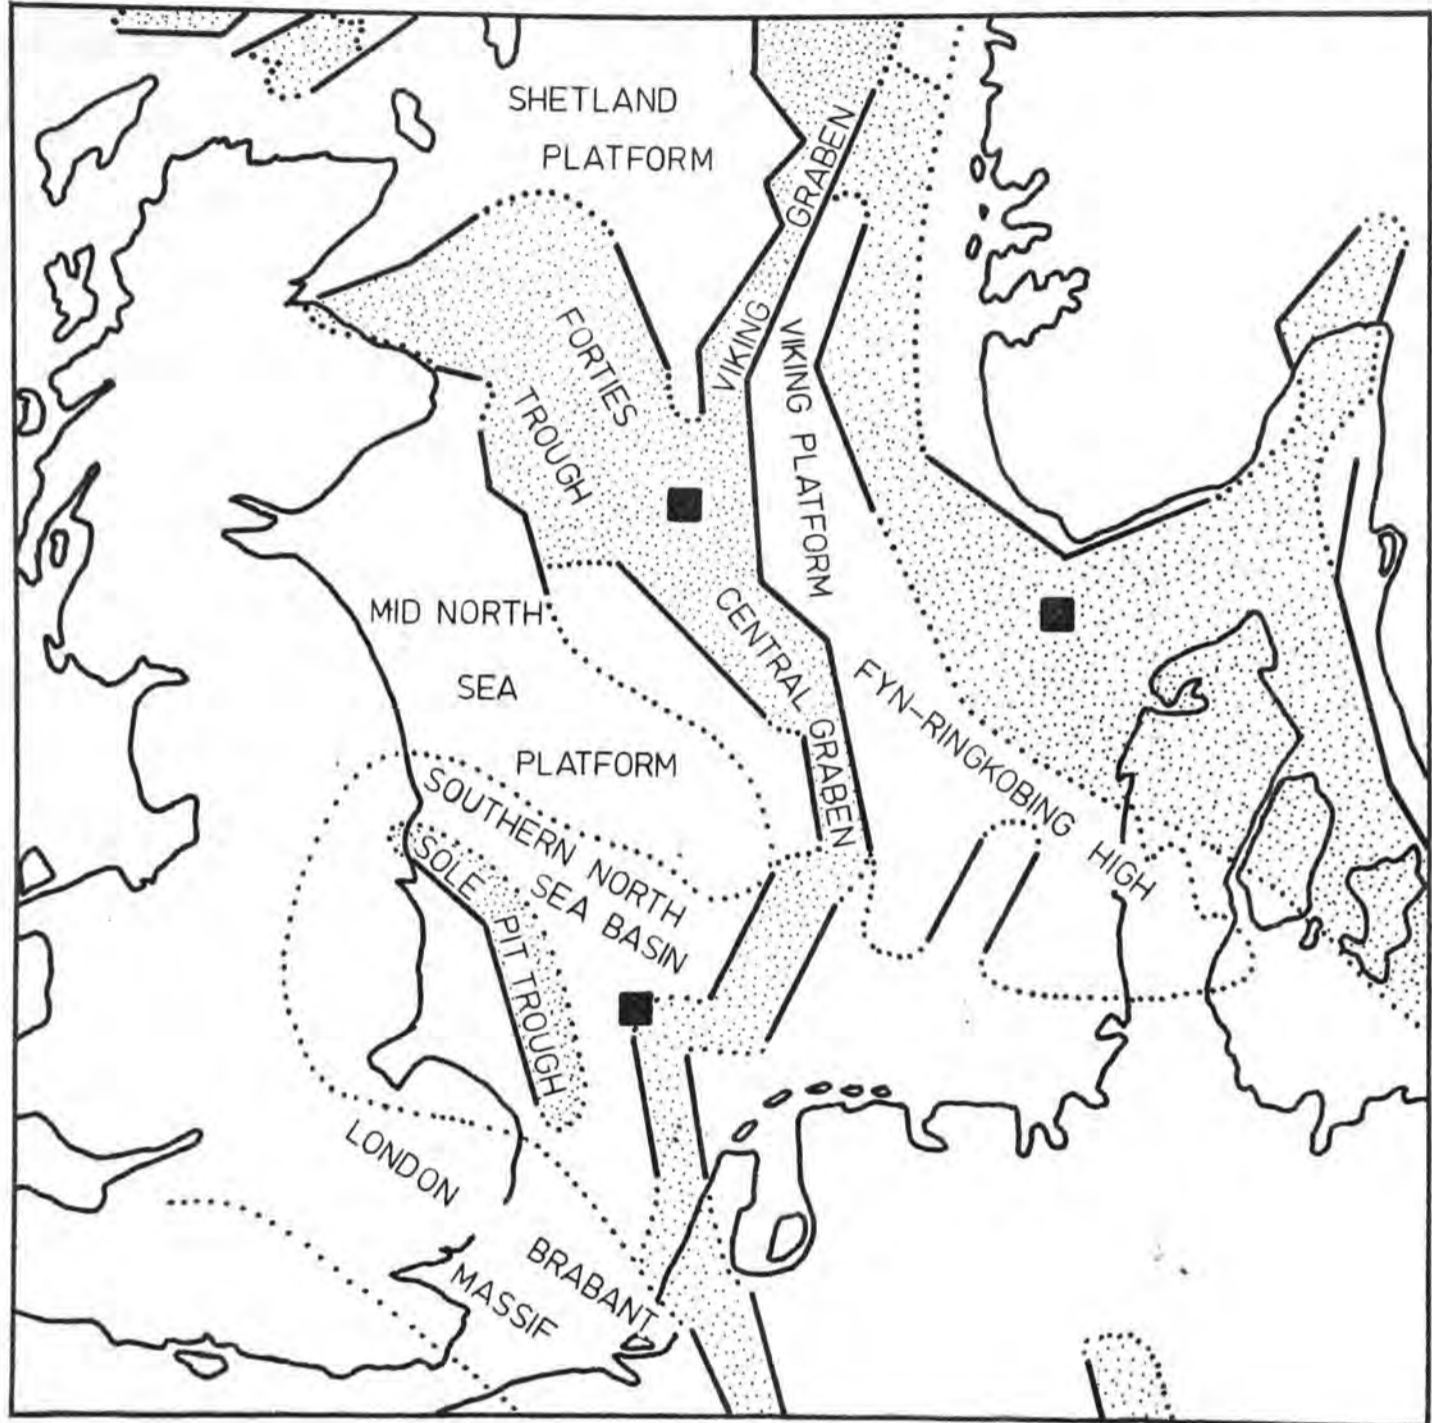 SHETLAND
PLATFORM
VIKING GRABEN
FORTIES
TROUGH
VIKING PLATFORM
MID NORTH
SEA
PLATFORM
CENTRAL GRABEN
FYN-RINGKOBING HIGH
SOUTHERN NORTH
SEA BASIN
SOLE PIT TROUGH
LONDON
BRABANT
MASSIF